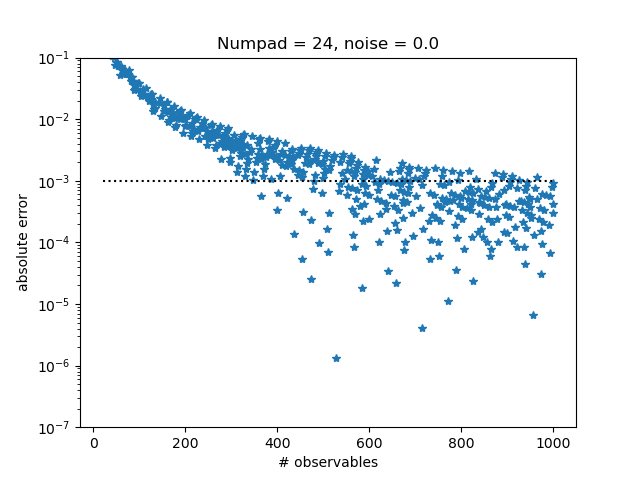 Numpad = 24, noise = 0.0
absolute error
10⁻¹
10⁻²
10⁻³
10⁻⁴
10⁻⁵
10⁻⁶
10⁻⁷
0 200 400 600 800 1000
# observables